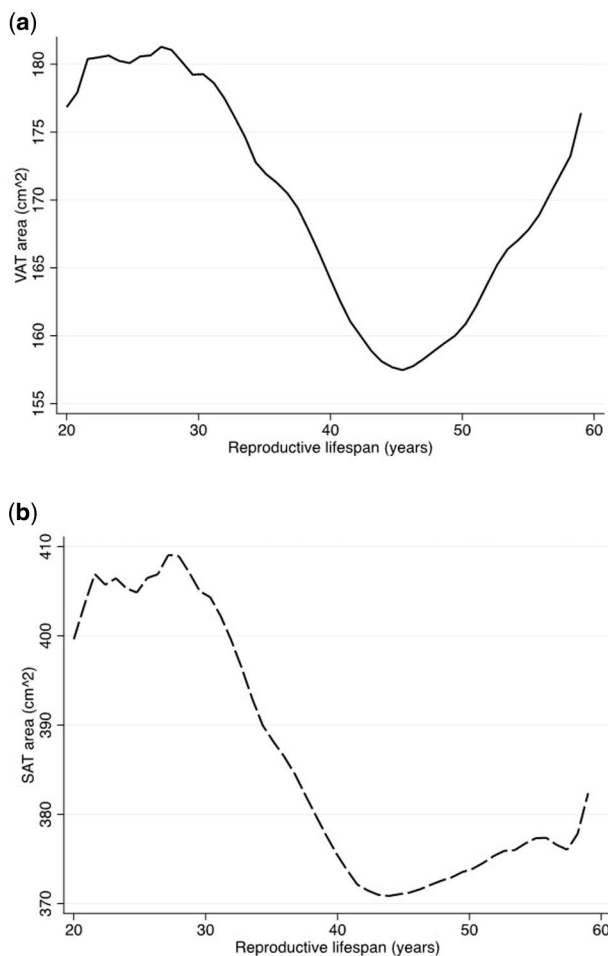 (a)
180
175
170
165
160
155
VAT area (cm^2)
20 30 40 50 60
Reproductive lifespan (years)
(b)
410
400
390
380
370
SAT area (cm^2)
20 30 40 50 60
Reproductive lifespan (years)